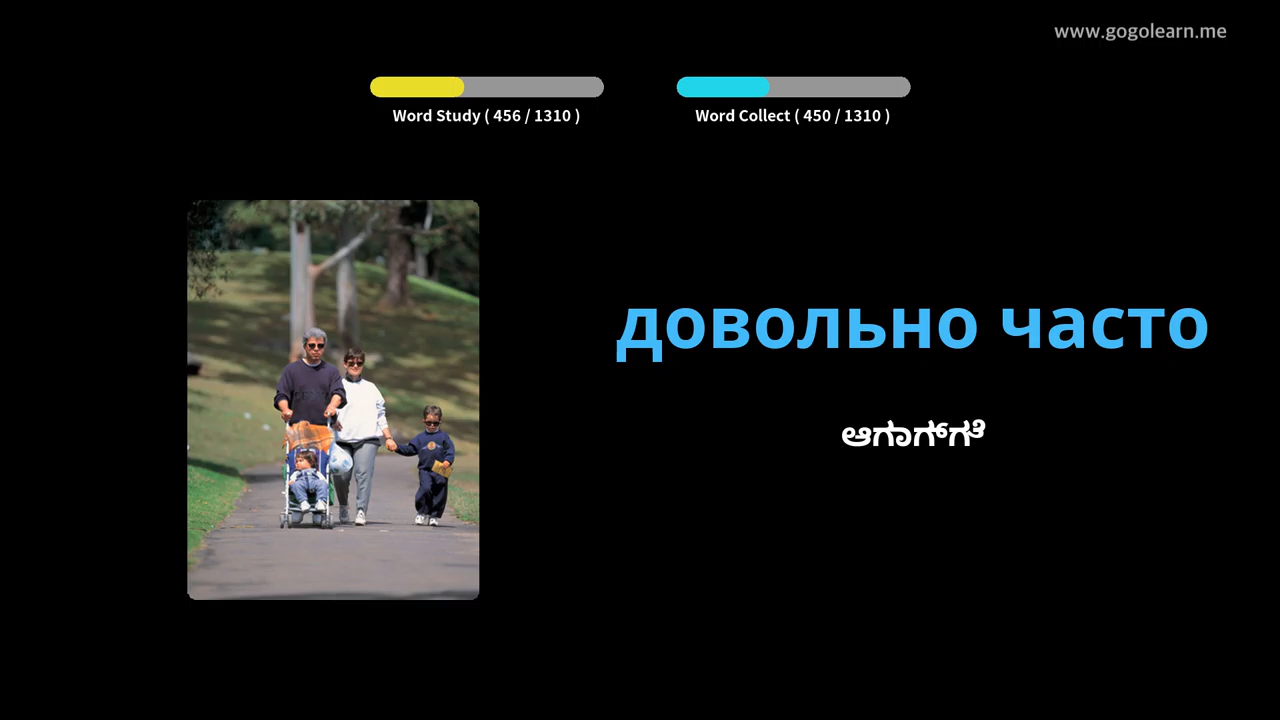 www.gogolearn.me
Word Study ( 456 / 1310 )
Word Collect ( 450 / 1310 )
довольно часто
ಆಗಾಗ್‌ಗೆ